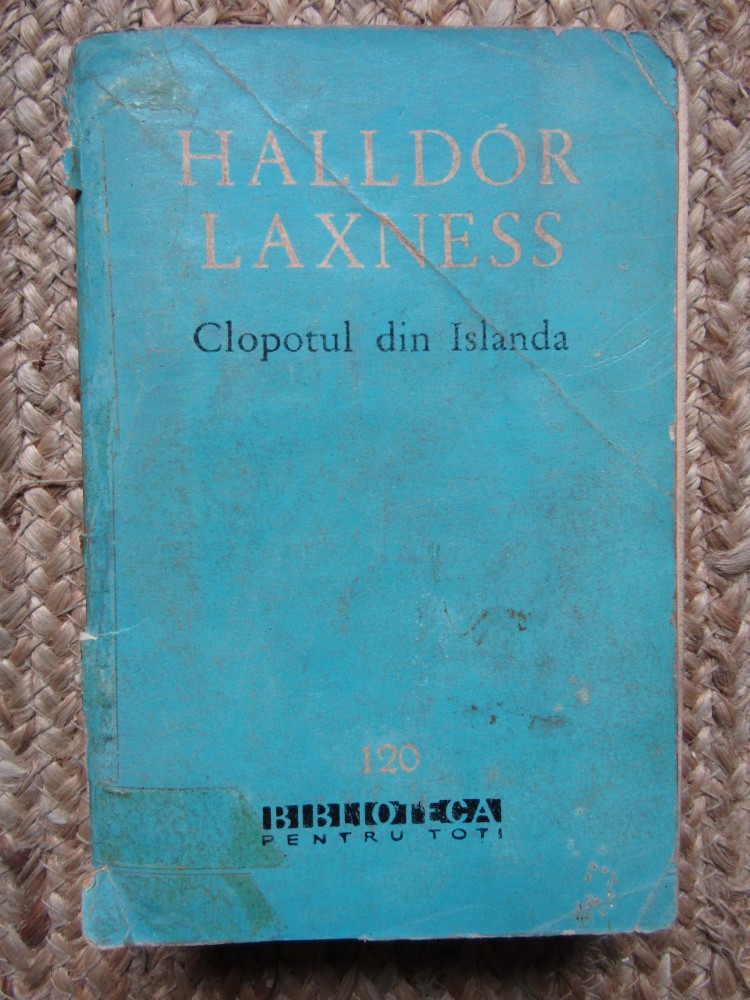 HALLDÓR
LAXNESS
Clopotul din Islanda
120
BIBLIOTECA
PENTRU TOȚI